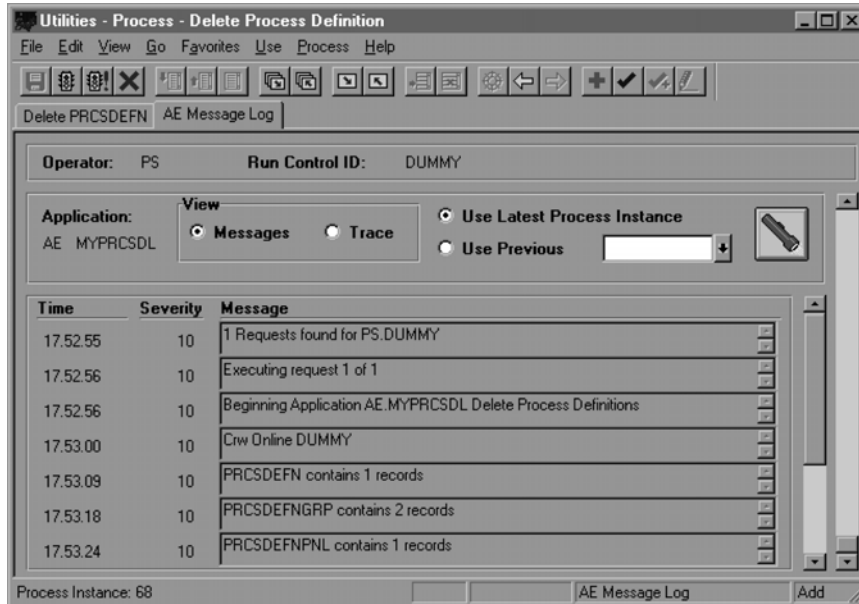 Utilities - Process - Delete Process Definition
File Edit View Go Favorites Use Process Help
Delete PRCSDEFN AE Message Log
Operator: PS Run Control ID: DUMMY
Application: View Messages Trace Use Latest Process Instance
AE MYPRCSDL Use Previous
Time Severity Message
17.52.55 10 1 Requests found for PS.DUMMY
17.52.56 10 Executing request 1 of 1
17.52.56 10 Beginning Application AE.MYPRCSDL Delete Process Definitions
17.53.00 10 Crw Online DUMMY
17.53.09 10 PRCSDEFN contains 1 records
17.53.18 10 PRCSDEFNGRP contains 2 records
17.53.24 10 PRCSDEFNPNL contains 1 records
Process Instance: 68 AE Message Log Add